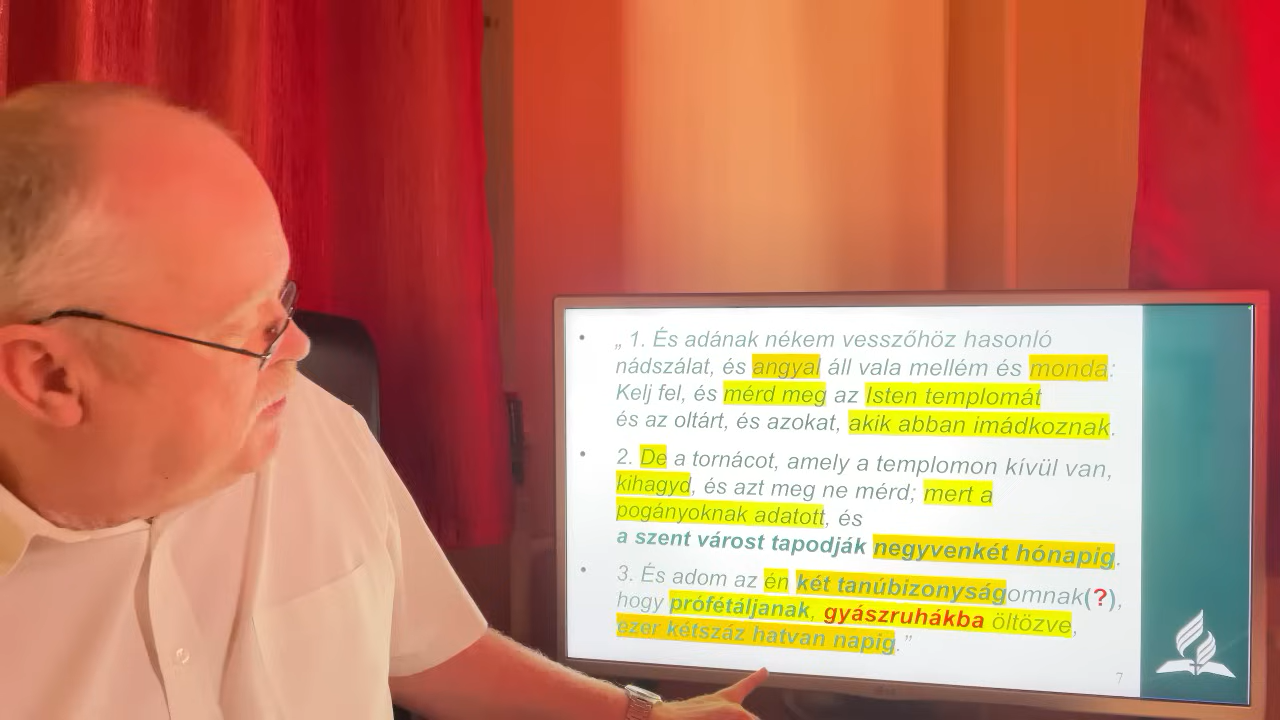 • „ 1. És adának nékem vesszőhöz hasonló
nádszálat, és angyal áll vala mellém és monda:
Kelj fel, és mérd meg az Isten templomát
és az oltárt, és azokat, akik abban imádkoznak.
• 2. De a tornácot, amely a templomon kívül van,
kihagyd, és azt meg ne mérd; mert a
pogányoknak adatott, és
a szent várost tapodják negyvenkét hónapig.
• 3. És adom az én két tanúbizonyságomnak(?),
hogy prófétáljanak, gyászruhákba öltözve,
ezer kétszáz hatvan napig.”
7